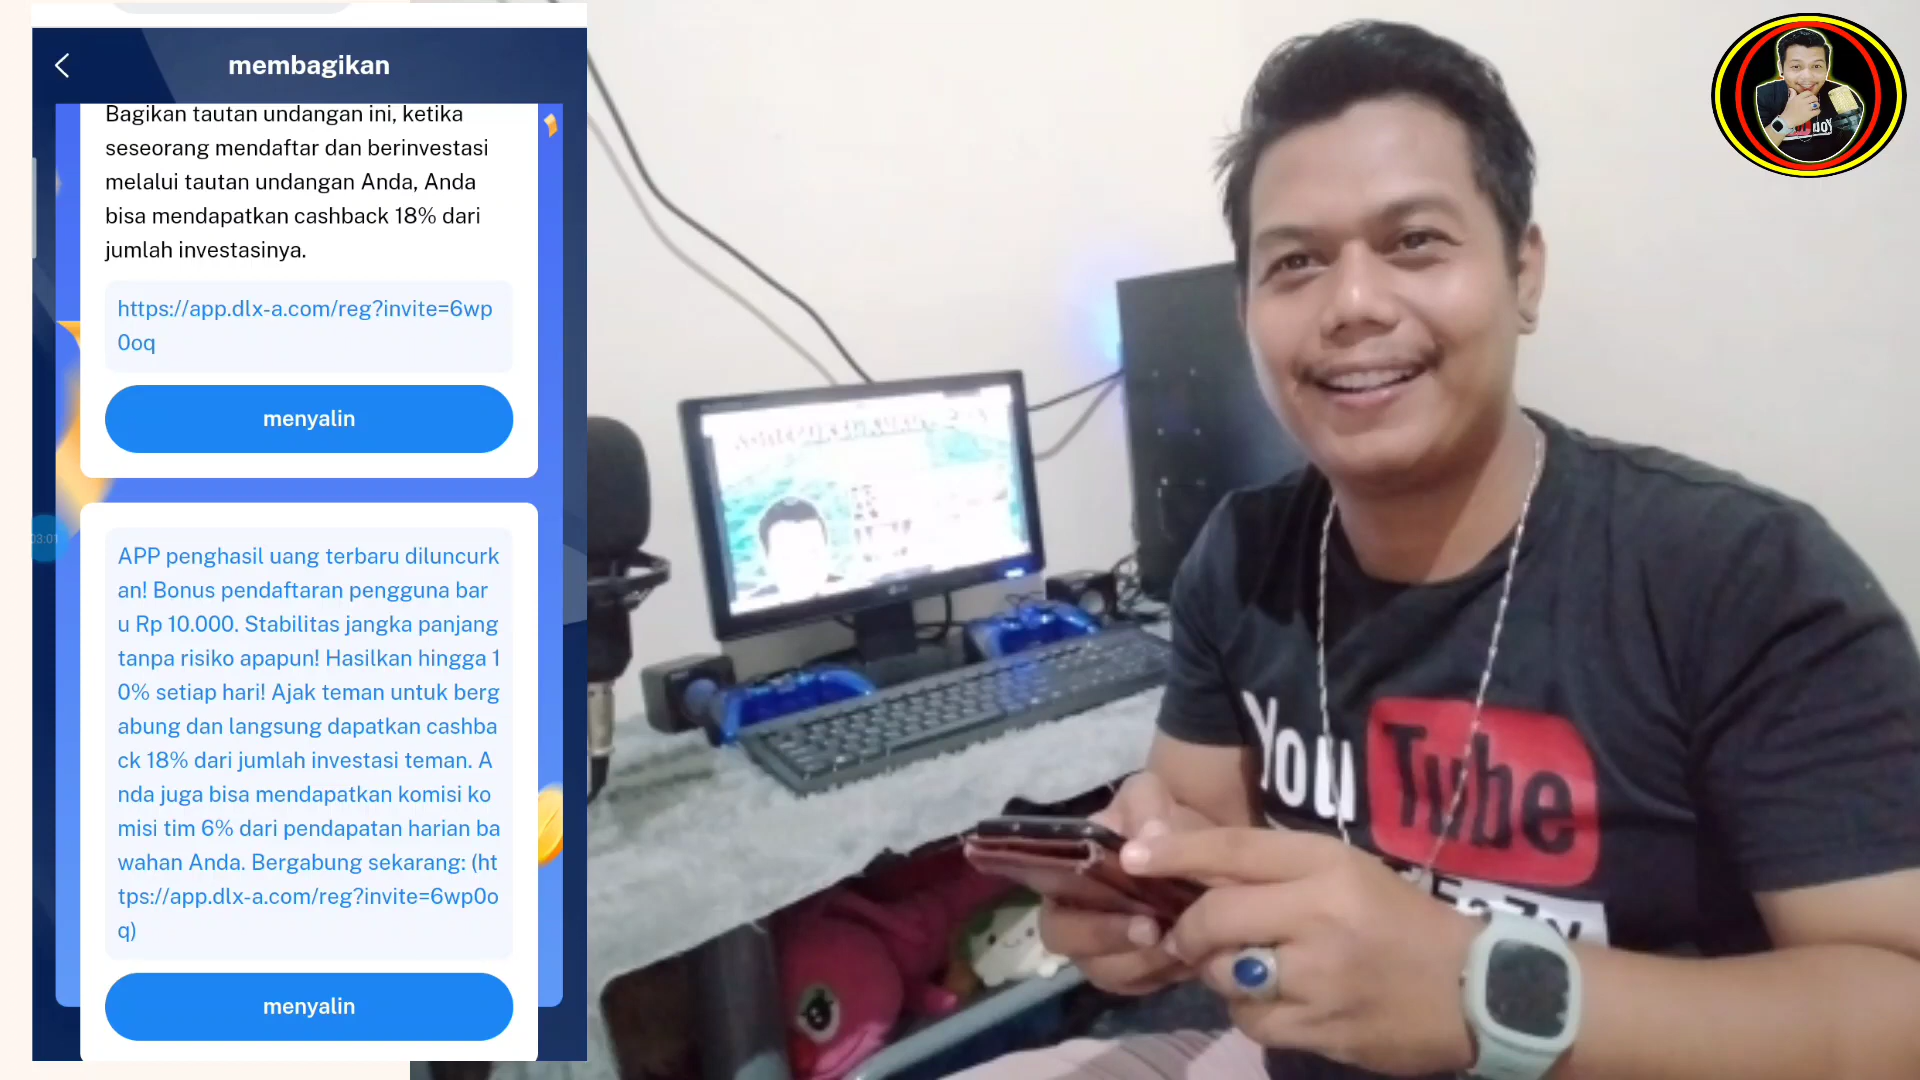 membagikan
Bagikan tautan undangan ini, ketika
seseorang mendaftar dan berinvestasi
melalui tautan undangan Anda, Anda
bisa mendapatkan cashback 18% dari
jumlah investasinya.
https://app.dlx-a.com/reg?invite=6wp
0oq
menyalin
03:01
APP penghasil uang terbaru diluncurk
an! Bonus pendaftaran pengguna bar
u Rp 10.000. Stabilitas jangka panjang
tanpa risiko apapun! Hasilkan hingga 1
0% setiap hari! Ajak teman untuk berg
abung dan langsung dapatkan cashba
ck 18% dari jumlah investasi teman. A
nda juga bisa mendapatkan komisi ko
misi tim 6% dari pendapatan harian ba
wahan Anda. Bergabung sekarang: (ht
tps://app.dlx-a.com/reg?invite=6wp0o
q)
menyalin
You Tube